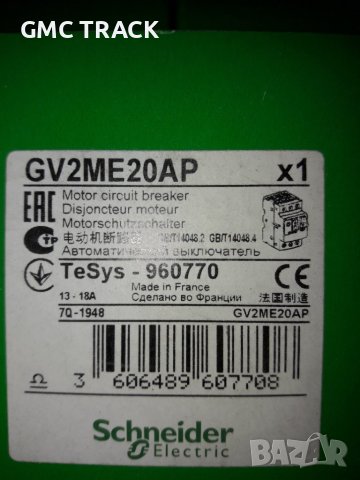 GMC TRACK
GV2ME20AP x1
Motor circuit breaker
Disjoncteur moteur
Motorschutzschalter
电动机断路器 GB/T14048.2 GB/T14048.4
Автоматический выключатель
TeSys - 960770
Made in France
13 - 18A Сделано во Франции 法国制造
7Q-1948 GV2ME20AP
3 606489 607708
Schneider
Electric
BAZAR